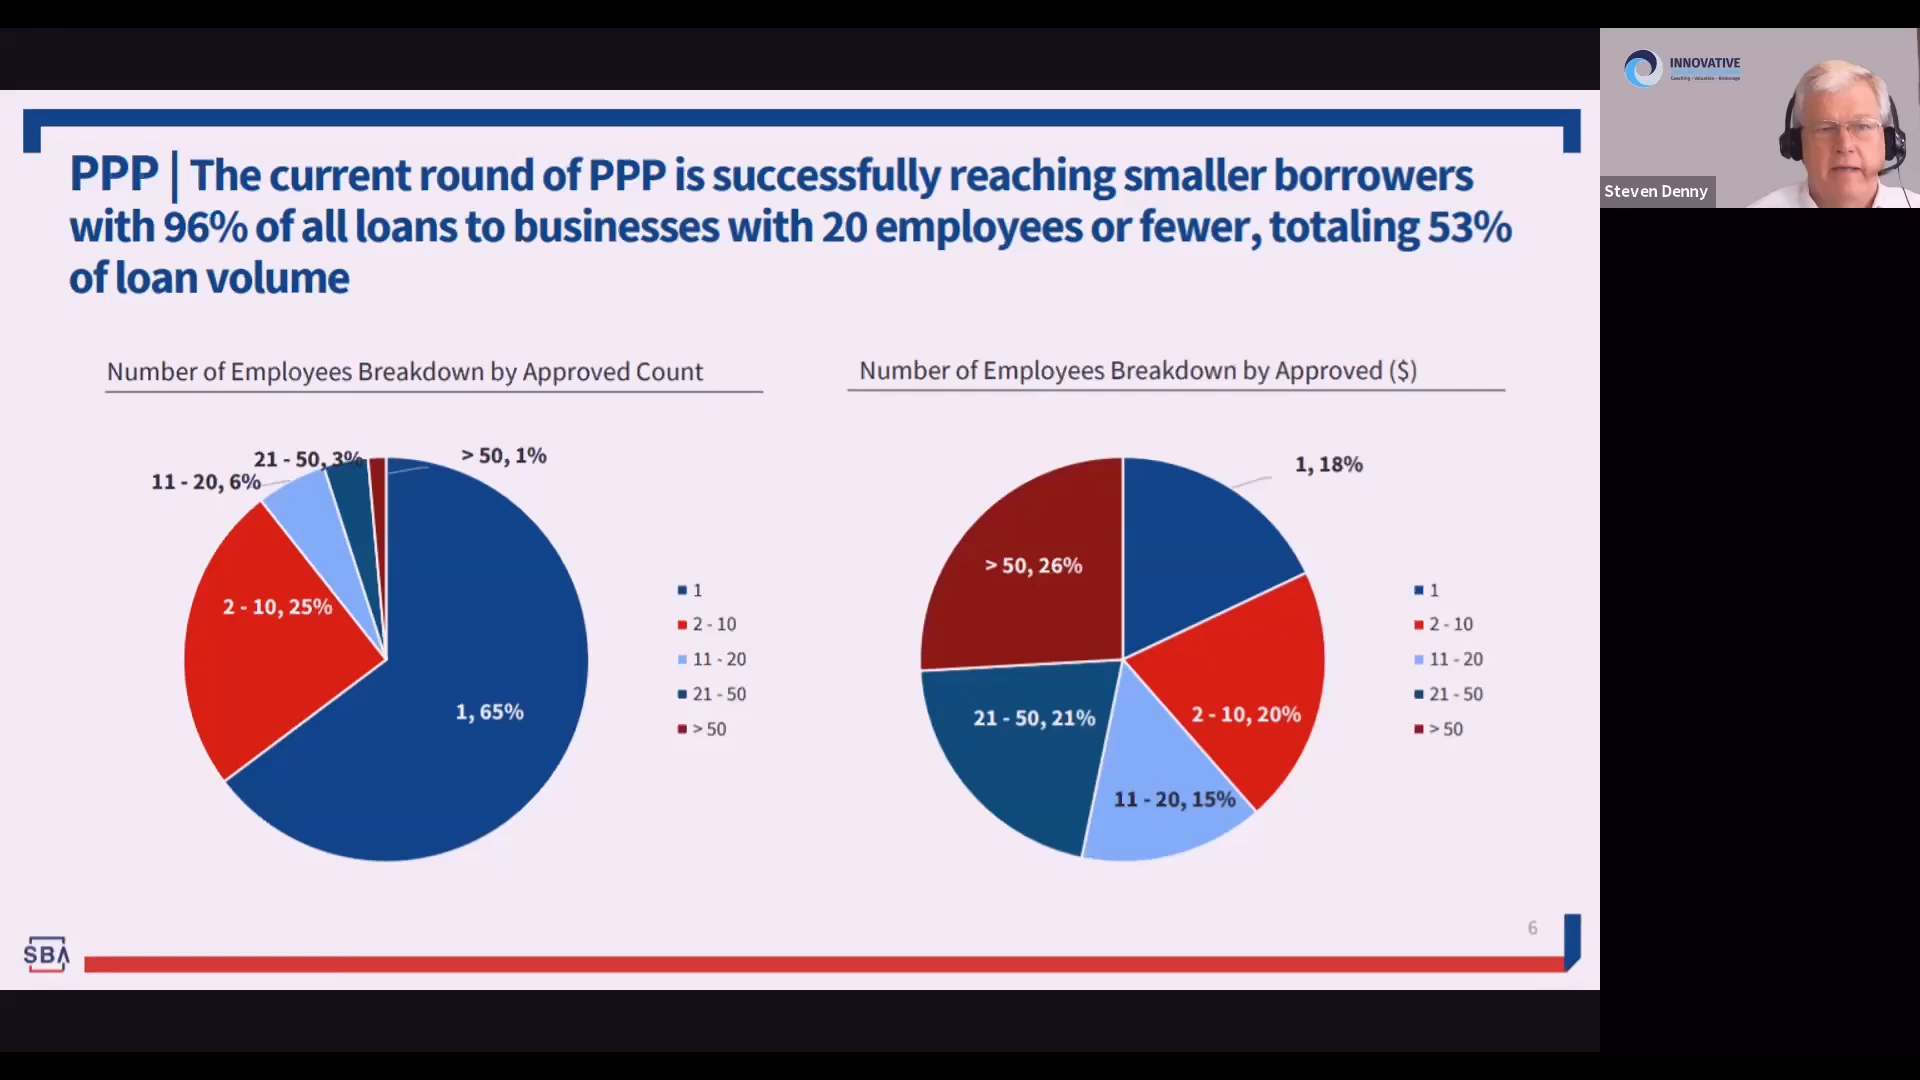 INNOVATIVE
Coaching - Valuation - Brokerage
Steven Denny
PPP | The current round of PPP is successfully reaching smaller borrowers
with 96% of all loans to businesses with 20 employees or fewer, totaling 53%
of loan volume
Number of Employees Breakdown by Approved Count
21 - 50, 3%
> 50, 1%
11 - 20, 6%
2 - 10, 25%
1, 65%
1
2 - 10
11 - 20
21 - 50
> 50
Number of Employees Breakdown by Approved ($)
1, 18%
> 50, 26%
21 - 50, 21%
2 - 10, 20%
11 - 20, 15%
1
2 - 10
11 - 20
21 - 50
> 50
6
SBA